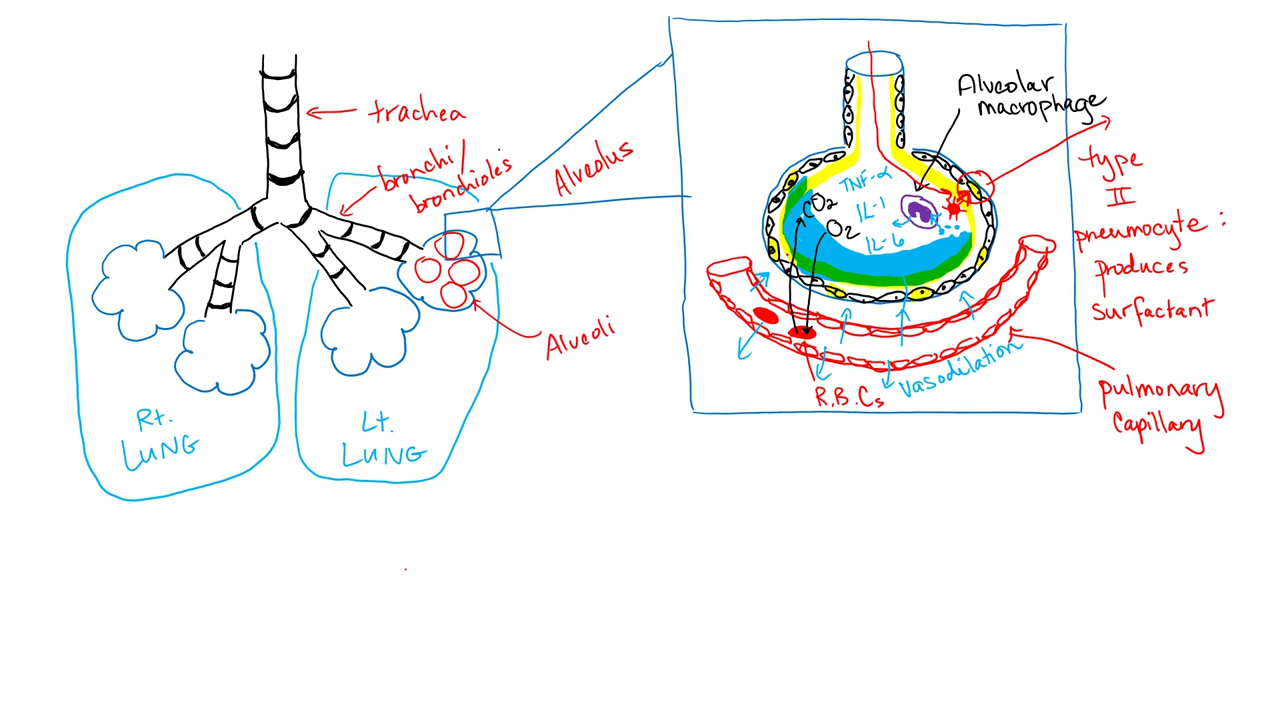 trachea
bronchi/
bronchioles
Alveolus
Alveoli
Rt.
LUNG
Lt.
LUNG
Alveolar
macrophage
TNF-α
IL-1
IL-6
CO2
O2
type
II
pneumocyte:
produces
surfactant
R.B.Cs
vasodilation
pulmonary
Capillary